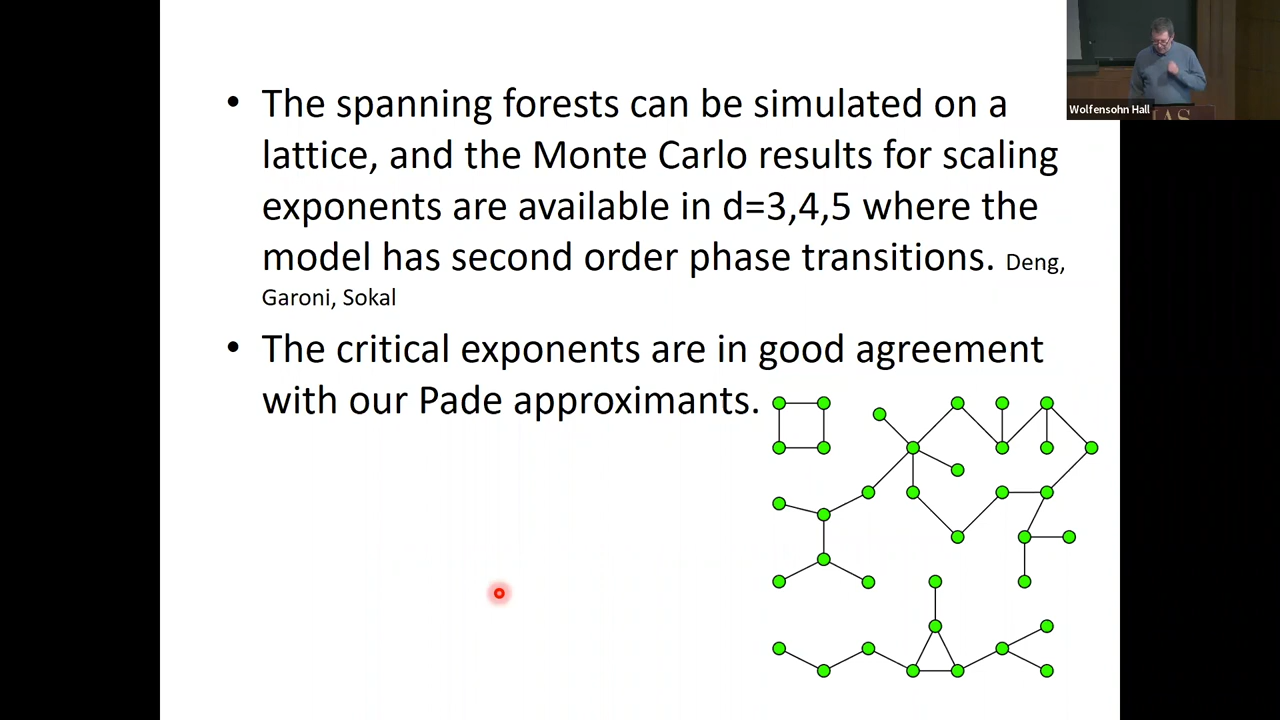 • The spanning forests can be simulated on a
lattice, and the Monte Carlo results for scaling
exponents are available in d=3,4,5 where the
model has second order phase transitions. Deng,
Garoni, Sokal
• The critical exponents are in good agreement
with our Pade approximants.
Wolfensohn Hall
IAS